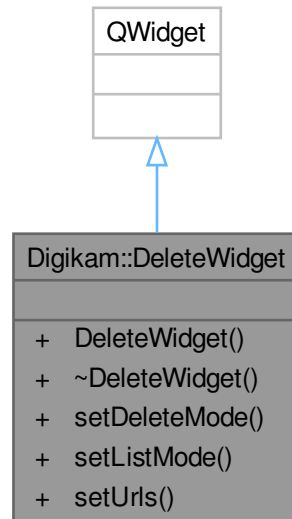 QWidget
Digikam::DeleteWidget
+ DeleteWidget()
+ ~DeleteWidget()
+ setDeleteMode()
+ setListMode()
+ setUrls()